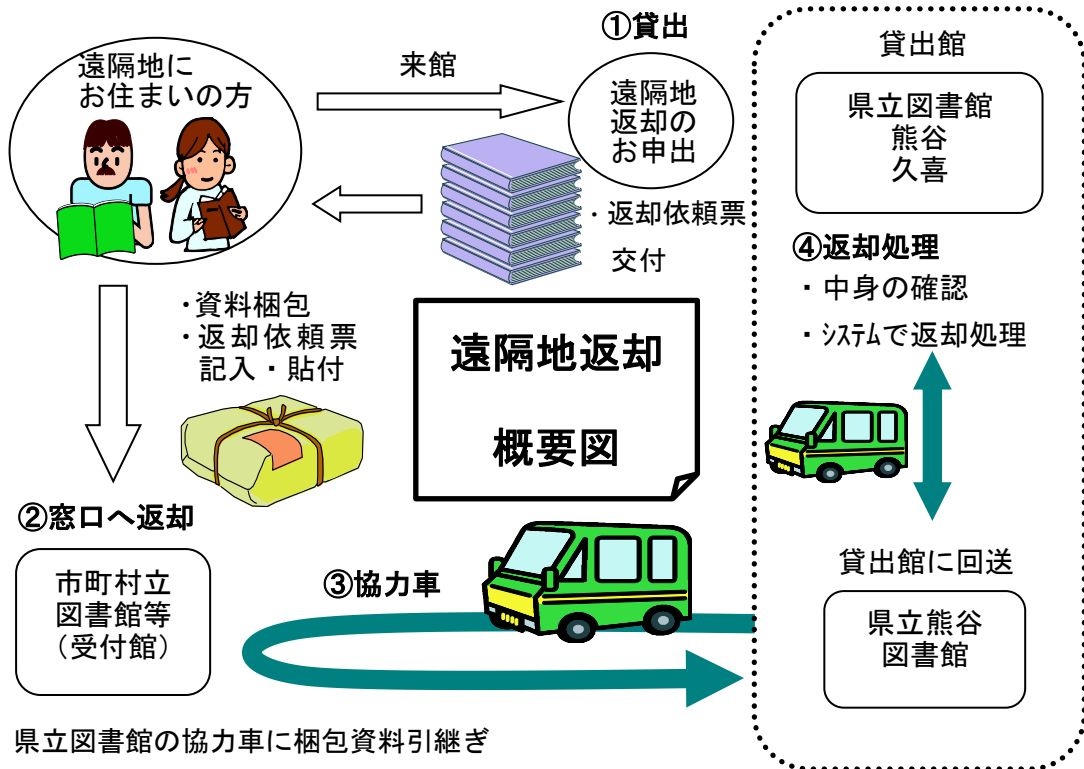 遠隔地に
お住まいの方
来館
①貸出
遠隔地
返却の
お申出
・返却依頼票
交付
貸出館
県立図書館
熊谷
久喜
④返却処理
・中身の確認
・ｼｽﾃﾑで返却処理
・資料梱包
・返却依頼票
記入・貼付
遠隔地返却
概要図
②窓口へ返却
市町村立
図書館等
（受付館）
③協力車
貸出館に回送
県立熊谷
図書館
県立図書館の協力車に梱包資料引継ぎ